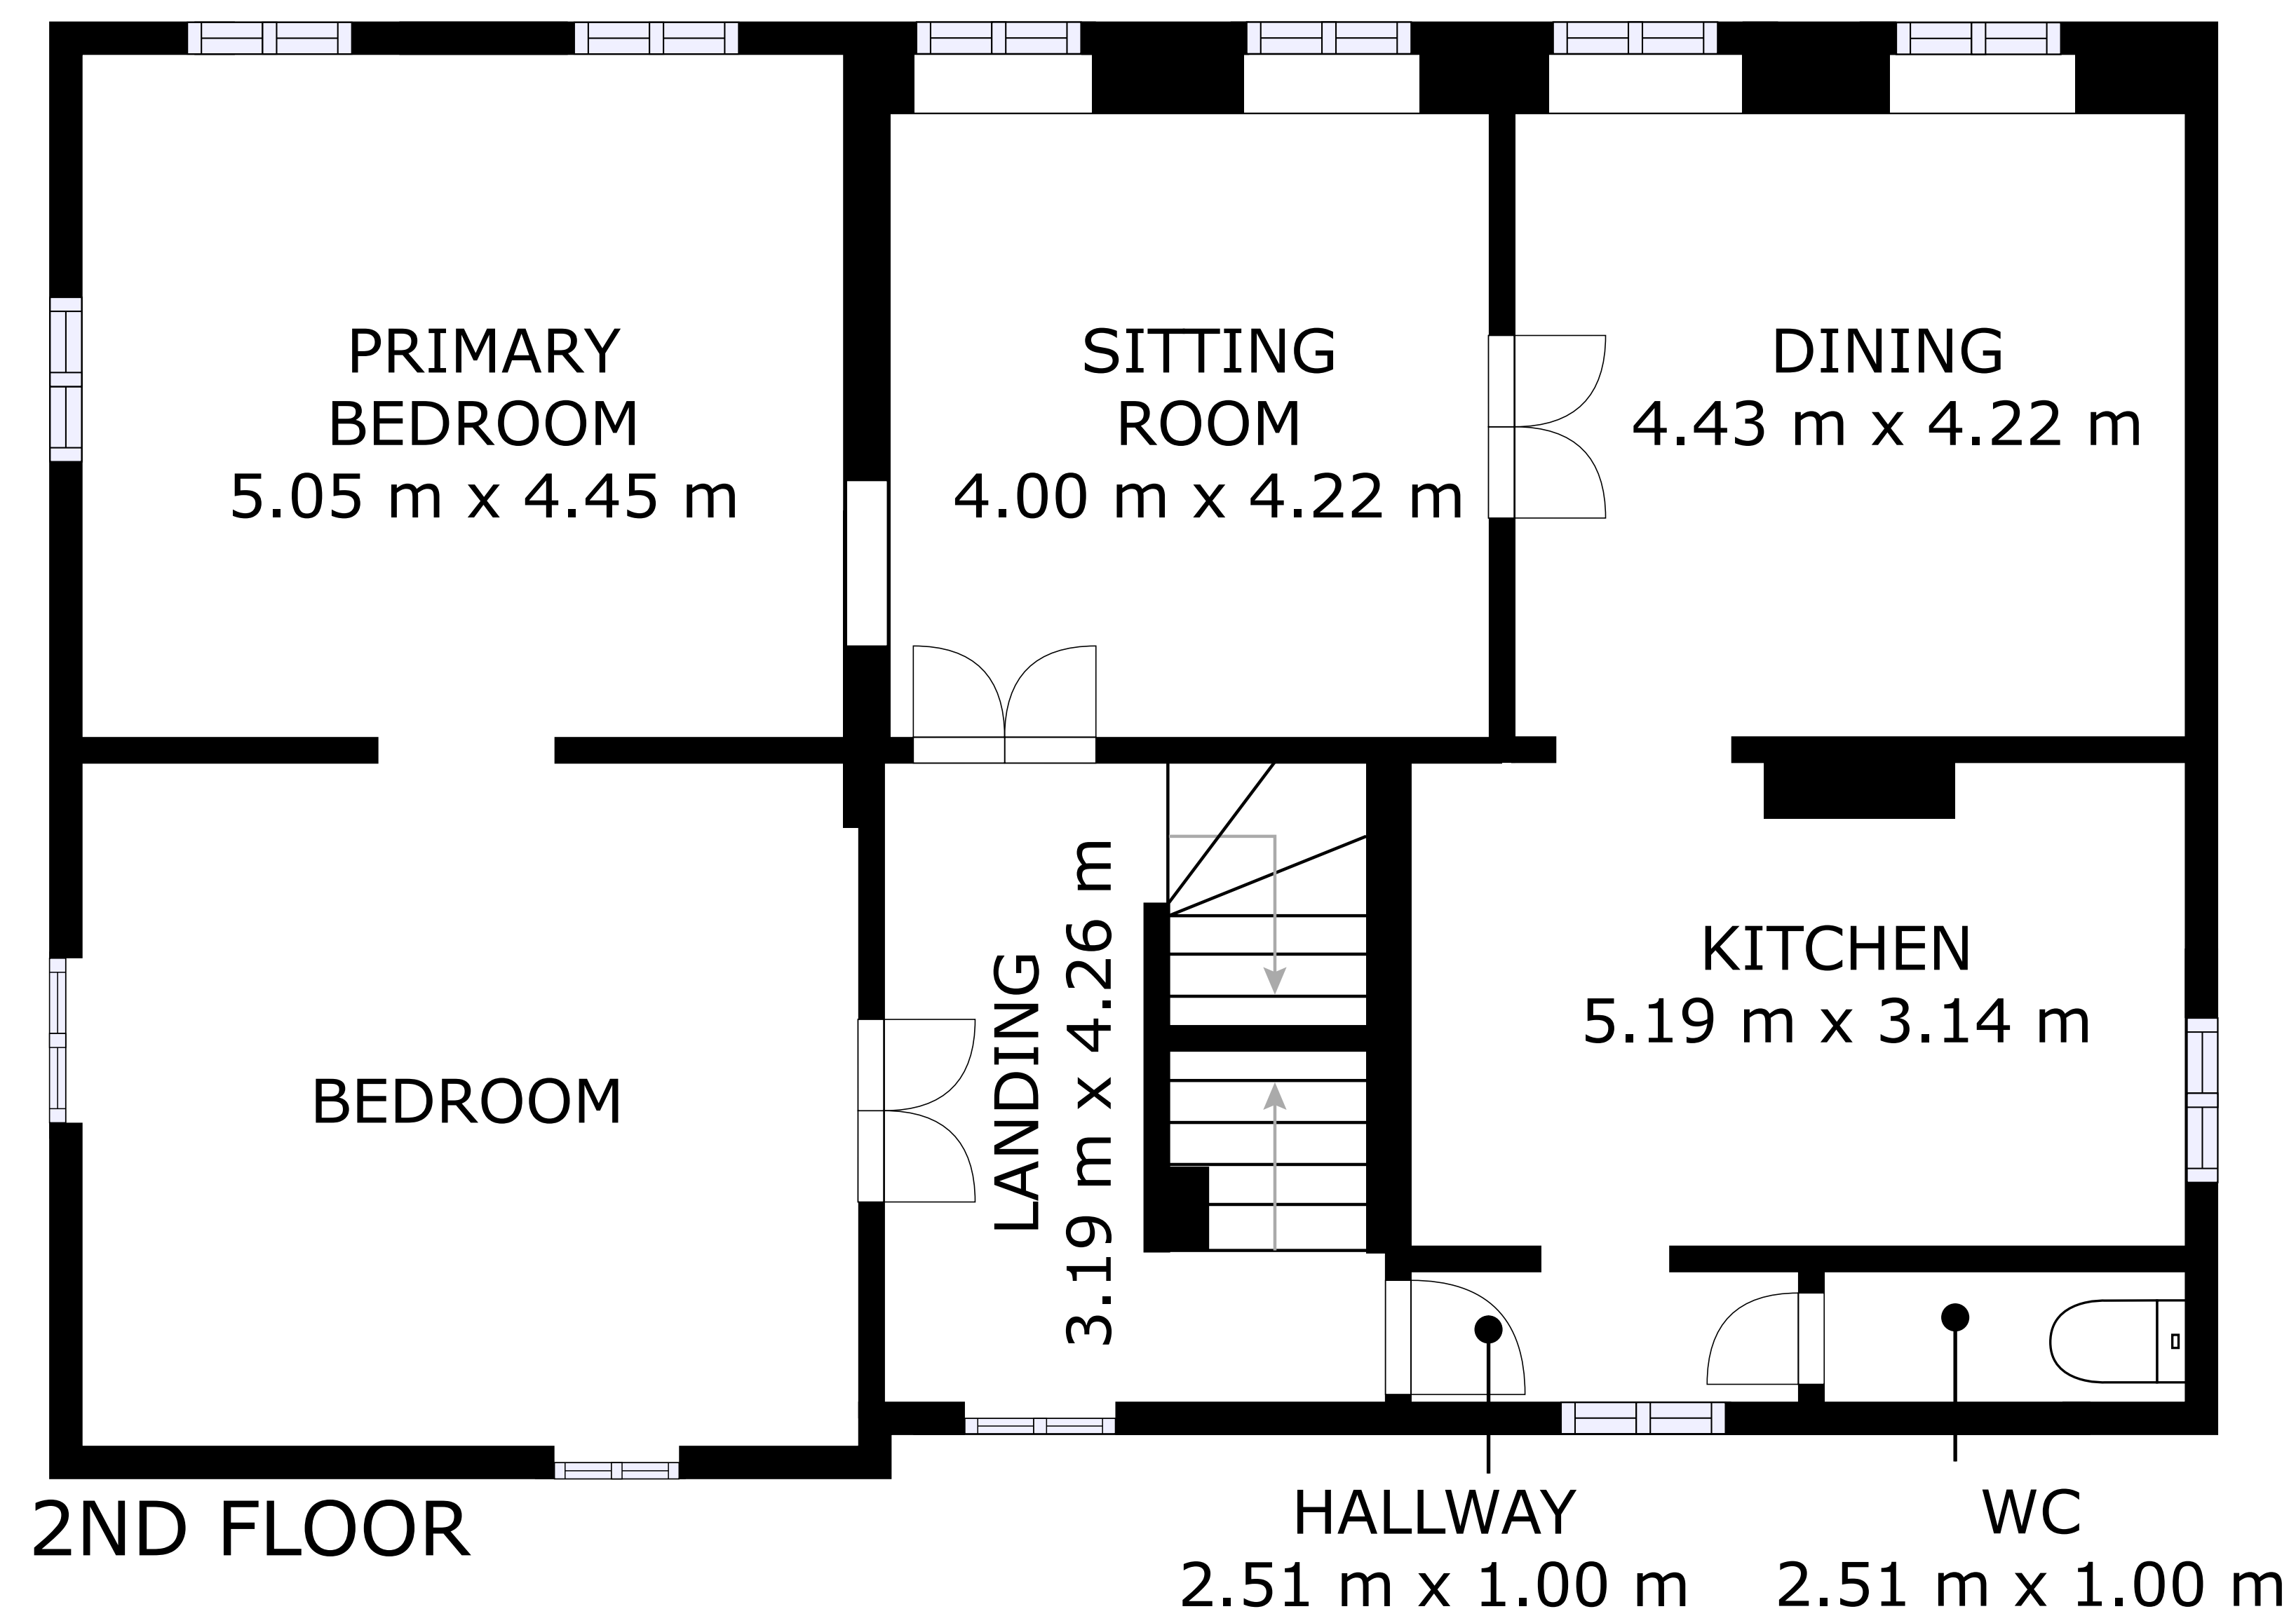 PRIMARY
BEDROOM
5.05 m x 4.45 m
SITTING
ROOM
4.00 m x 4.22 m
DINING
4.43 m x 4.22 m
BEDROOM
LANDING
3.19 m x 4.26 m
KITCHEN
5.19 m x 3.14 m
2ND FLOOR
HALLWAY
2.51 m x 1.00 m
WC
2.51 m x 1.00 m